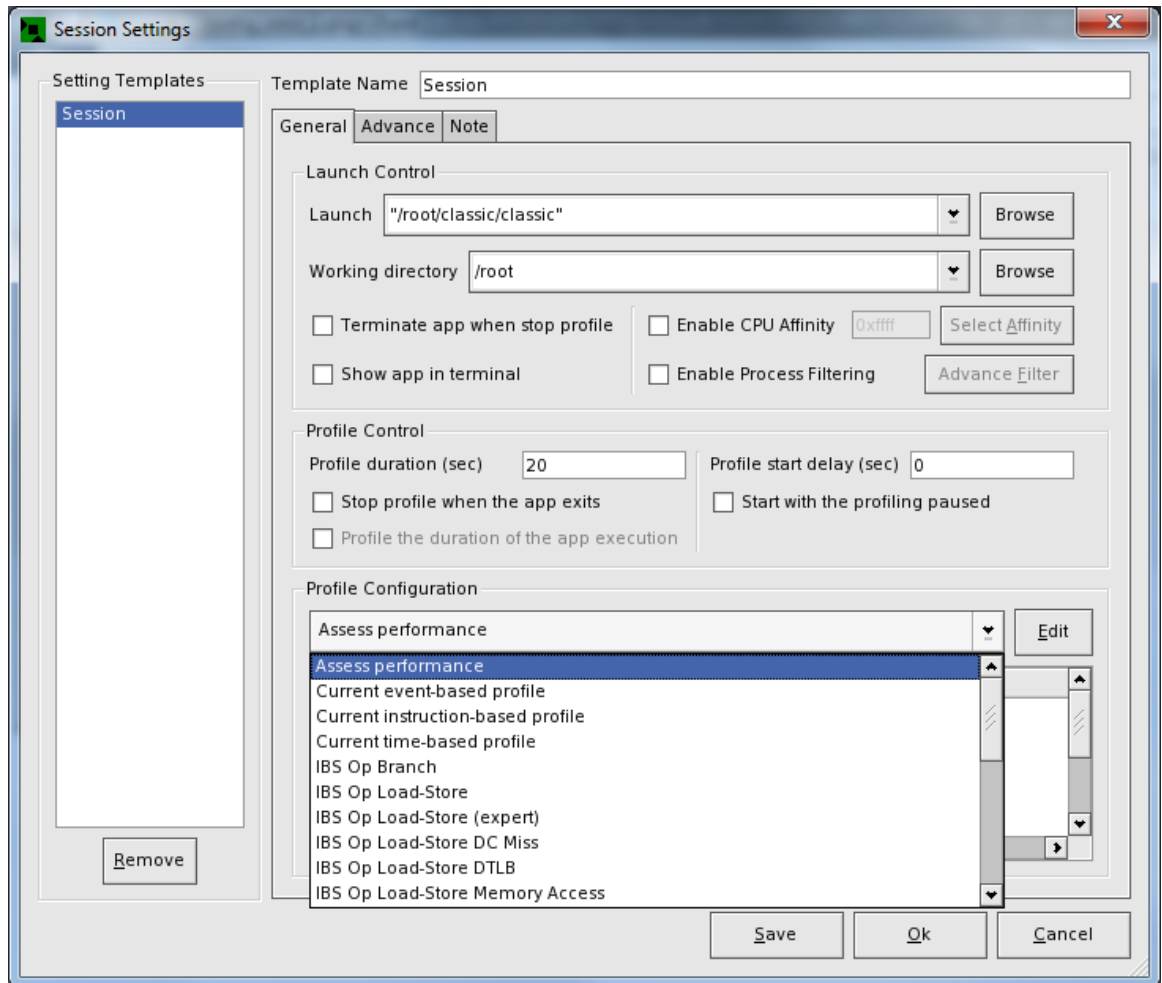 Session Settings
Setting Templates
Session
Remove
Template Name Session
General Advance Note
Launch Control
Launch "/root/classic/classic" Browse
Working directory /root Browse
Terminate app when stop profile Enable CPU Affinity 0xffff Select Affinity
Show app in terminal Enable Process Filtering Advance Filter
Profile Control
Profile duration (sec) 20 Profile start delay (sec) 0
Stop profile when the app exits Start with the profiling paused
Profile the duration of the app execution
Profile Configuration
Assess performance Edit
Assess performance
Current event-based profile
Current instruction-based profile
Current time-based profile
IBS Op Branch
IBS Op Load-Store
IBS Op Load-Store (expert)
IBS Op Load-Store DC Miss
IBS Op Load-Store DTLB
IBS Op Load-Store Memory Access
Save Ok Cancel